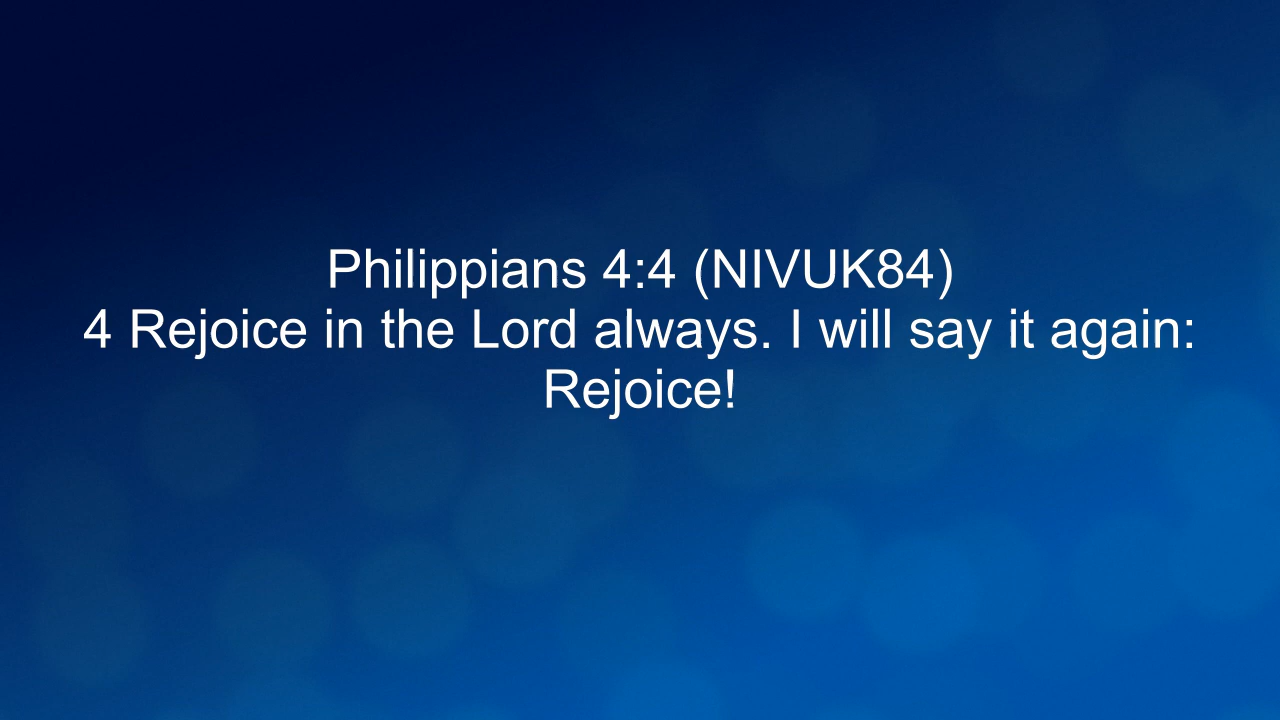 Philippians 4:4 (NIVUK84)
4 Rejoice in the Lord always. I will say it again:
Rejoice!